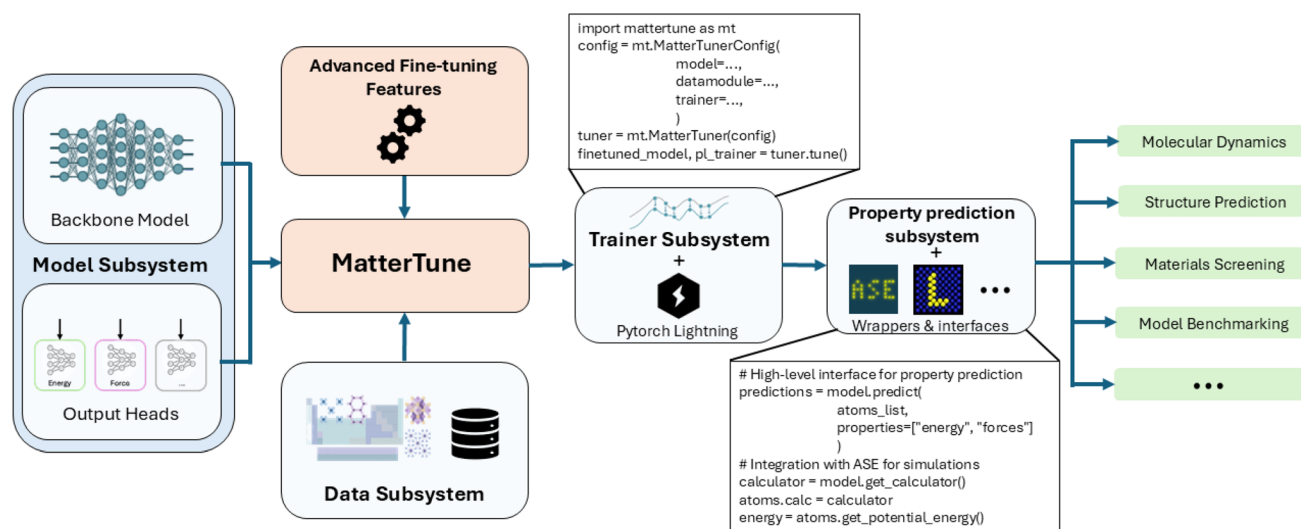 Backbone Model
Model Subsystem
Energy
Force
...
Output Heads
Advanced Fine-tuning
Features
MatterTune
Data Subsystem
import mattertune as mt
config = mt.MatterTunerConfig(
model=...,
datamodule=...,
trainer=...,
)
tuner = mt.MatterTuner(config)
finetuned_model, pl_trainer = tuner.tune()
Trainer Subsystem
+
Pytorch Lightning
Property prediction
subsystem
+
ASE
L
•••
Wrappers & interfaces
# High-level interface for property prediction
predictions = model.predict(
atoms_list,
properties=["energy", "forces"]
)
# Integration with ASE for simulations
calculator = model.get_calculator()
atoms.calc = calculator
energy = atoms.get_potential_energy()
Molecular Dynamics
Structure Prediction
Materials Screening
Model Benchmarking
•••